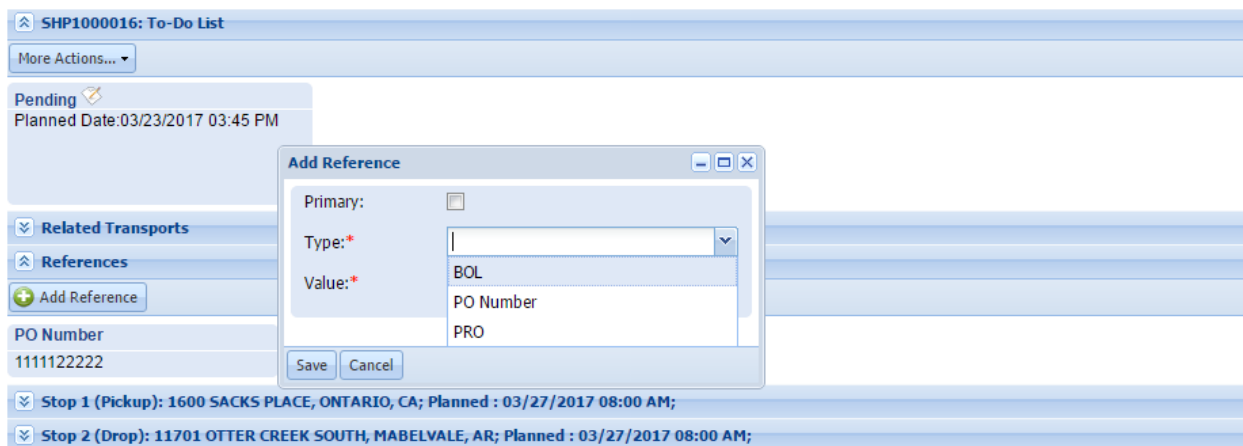 SHP1000016: To-Do List
More Actions...
Pending
Planned Date:03/23/2017 03:45 PM
Add Reference
Primary:
Type:*
BOL
PO Number
PRO
Value:*
Save Cancel
Related Transports
References
Add Reference
PO Number
1111122222
Stop 1 (Pickup): 1600 SACKS PLACE, ONTARIO, CA; Planned : 03/27/2017 08:00 AM;
Stop 2 (Drop): 11701 OTTER CREEK SOUTH, MABELVALE, AR; Planned : 03/27/2017 08:00 AM;